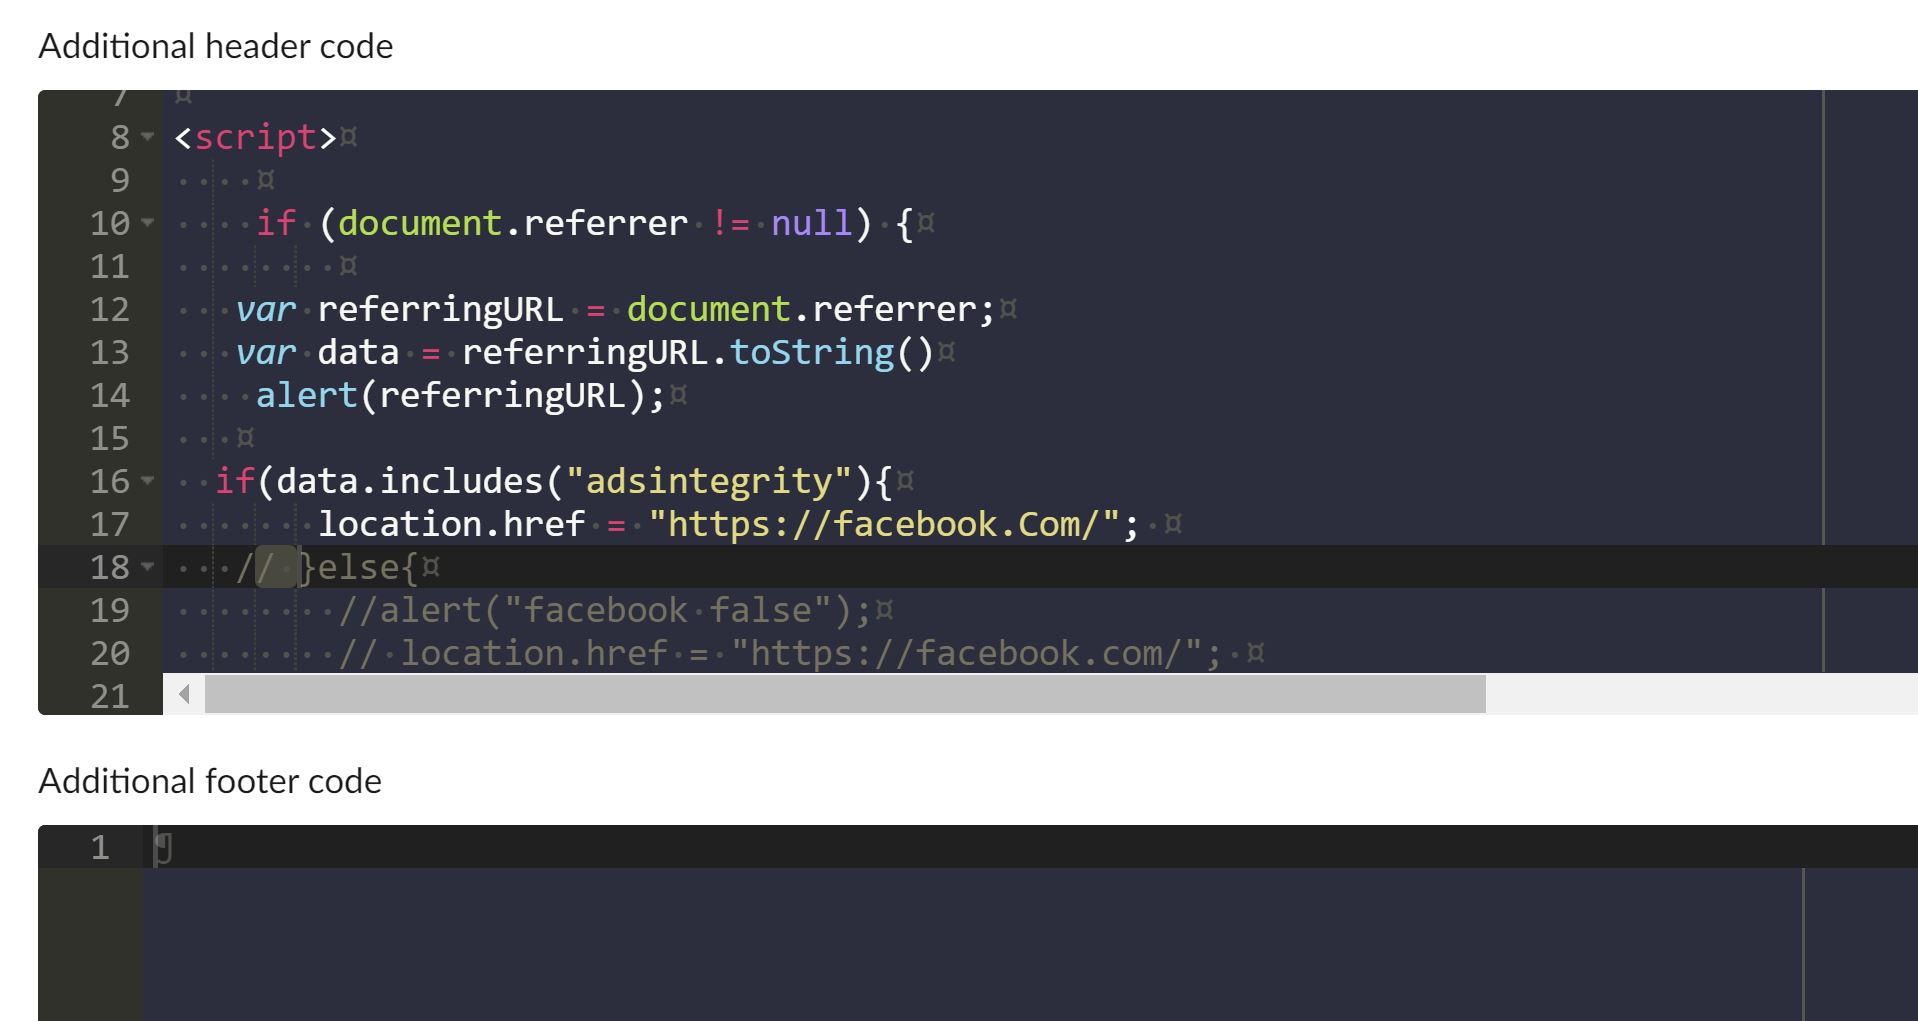 Additional header code
7
8 <script>
9
10 if (document.referrer != null) {
11
12 var referringURL = document.referrer;
13 var data = referringURL.toString()
14 alert(referringURL);
15
16 if(data.includes("adsintegrity"){
17 location.href = "https://facebook.Com/";
18 // }else{
19 //alert("facebook false");
20 // location.href = "https://facebook.com/";
21
Additional footer code
1